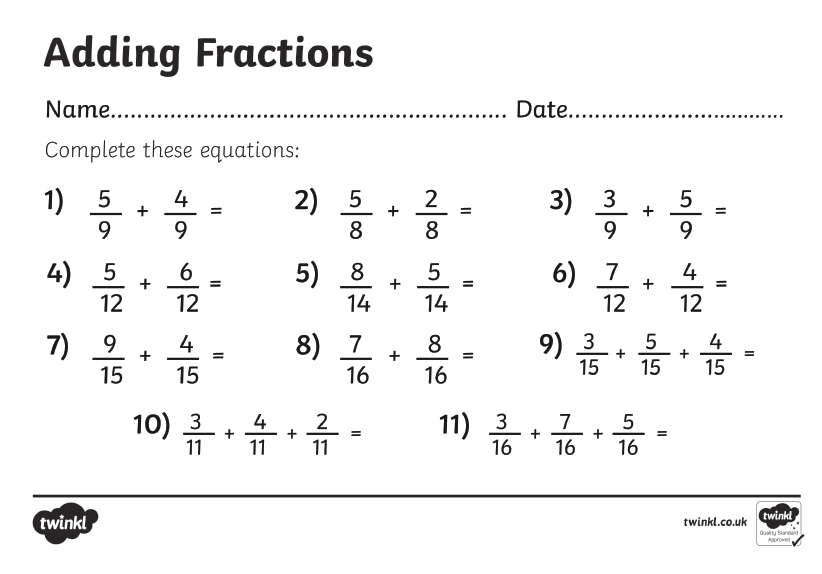 Adding Fractions
Name............................................................ Date.................................
Complete these equations:
1) 5/9 + 4/9 = 2) 5/8 + 2/8 = 3) 3/9 + 5/9 =
4) 5/12 + 6/12 = 5) 8/14 + 5/14 = 6) 7/12 + 4/12 =
7) 9/15 + 4/15 = 8) 7/16 + 8/16 = 9) 3/15 + 5/15 + 4/15 =
10) 3/11 + 4/11 + 2/11 = 11) 3/16 + 7/16 + 5/16 =
twinkl
twinkl.co.uk
twinkl
Quality Standard
Approved